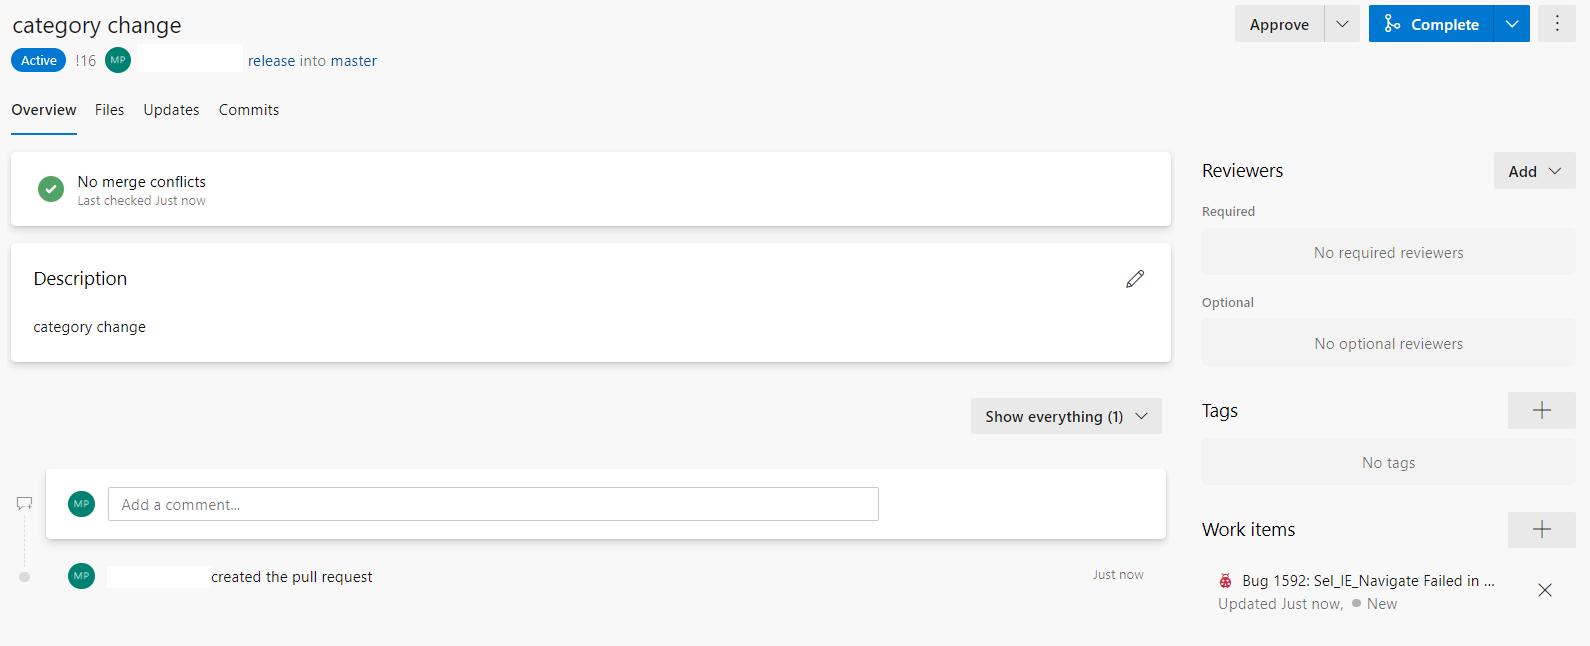 category change
Approve
Complete
Active !16 MP release into master
Overview Files Updates Commits
No merge conflicts
Last checked Just now
Description
category change
Show everything (1)
MP Add a comment...
MP created the pull request Just now
Reviewers Add
Required
No required reviewers
Optional
No optional reviewers
Tags
No tags
Work items
Bug 1592: Sel_IE_Navigate Failed in ...
Updated Just now, New